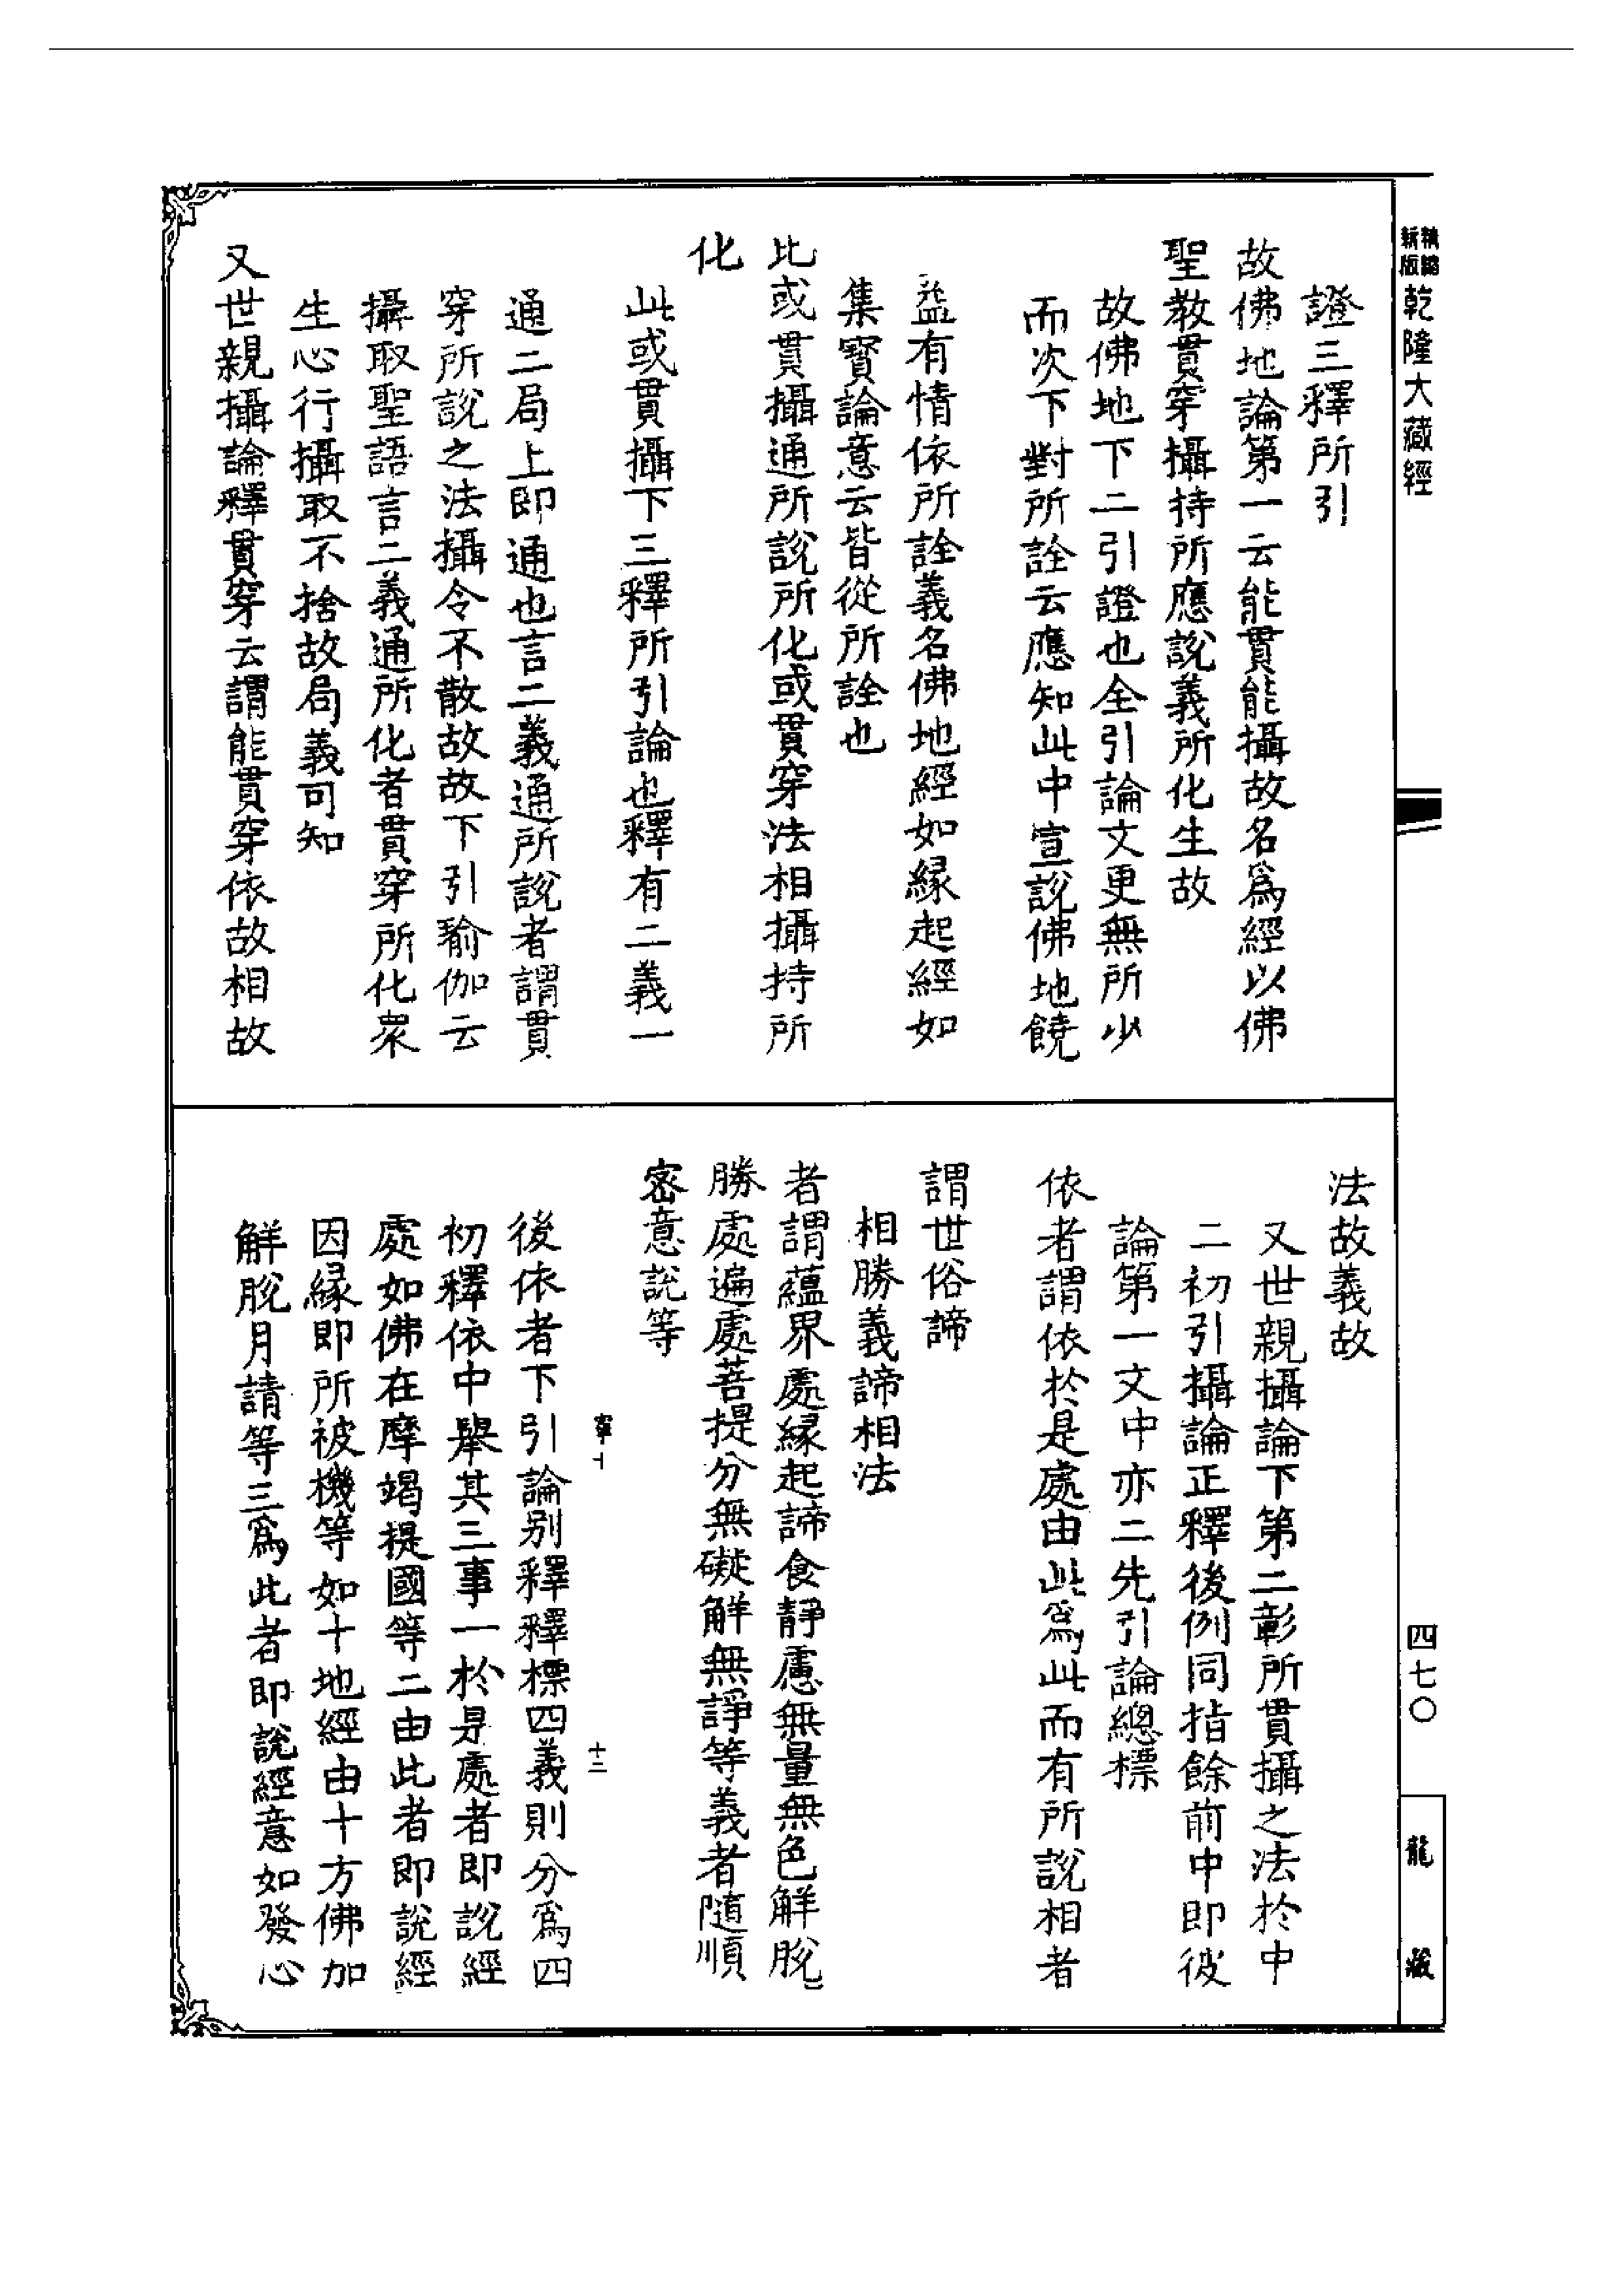 新版精縮乾隆大藏經
證三釋所引
故佛地論第一云能貫能攝故名爲經以佛
聖教貫穿攝持所應說義所化生故
故佛地下二引證也全引論文更無所少
而次下對所詮云應知此中宣說佛地饒
益有情依所詮義名佛地經如緣起經如
集寶論意云皆從所詮也
比或貫攝通所說所化或貫穿法相攝持所
化
此或貫攝下三釋所引論也釋有二義一
通二局上即通也言二義通所說者謂貫
穿所說之法攝令不散故故下引瑜伽云
攝取聖語言二義通所化者貫穿所化衆
生心行攝取不捨故局義可知
又世親攝論釋貫穿云謂能貫穿依故相故
法故義故
又世親攝論下第二彰所貫攝之法於中
二初引攝論正釋後例同指餘前中即彼
論第一文中亦二先引論總標
依者謂依於是處由此爲此而有所說相者
謂世俗諦
相勝義諦相法
者謂蘊界處緣起諦食靜慮無量無色解脫
勝處遍處菩提分無礙解無諍等義者隨順
密意說等
十三
後依者下引論別釋釋標四義則分爲四
初釋依中舉其三事一於是處者即說經
處如佛在摩竭提國等二由此者即說經
因緣即所被機等如十地經由十方佛加
解脫月請等三爲此者即說經意如發心
四七〇
龍藏